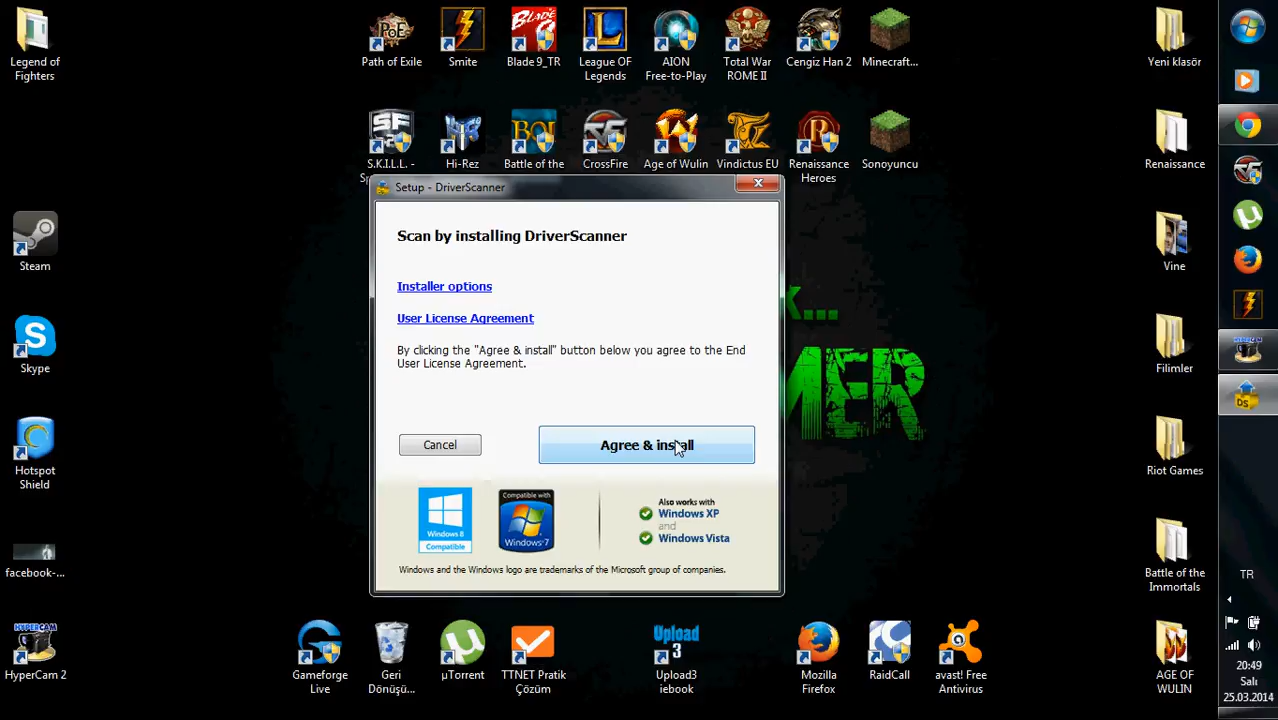 Legend of
Fighters
Path of Exile
Smite
Blade 9_TR
League OF
Legends
AION
Free-to-Play
Total War
ROME II
Cengiz Han 2
Minecraft...
Yeni klasör
S.K.I.L.L. -
Hi-Rez
Battle of the
CrossFire
Age of Wulin
Vindictus EU
Renaissance
Heroes
Sonoyuncu
Renaissance
Setup - DriverScanner
Scan by installing DriverScanner
Installer options
User License Agreement
By clicking the "Agree & install" button below you agree to the End
User License Agreement.
Cancel
Agree & install
Windows 8
Compatible
Compatible with
Windows·7
Also works with
Windows XP
and
Windows Vista
Windows and the Windows logo are trademarks of the Microsoft group of companies.
Steam
Skype
Hotspot
Shield
facebook-...
HYPERCAM
HyperCam 2
Vine
Filimler
Riot Games
Battle of the
Immortals
AGE OF
WULIN
Gameforge
Live
Geri
Dönüşü...
µTorrent
TTNET Pratik
Çözüm
Upload
3
Upload3
iebook
Mozilla
Firefox
RaidCall
avast! Free
Antivirus
DS
TR
20:49
Salı
25.03.2014